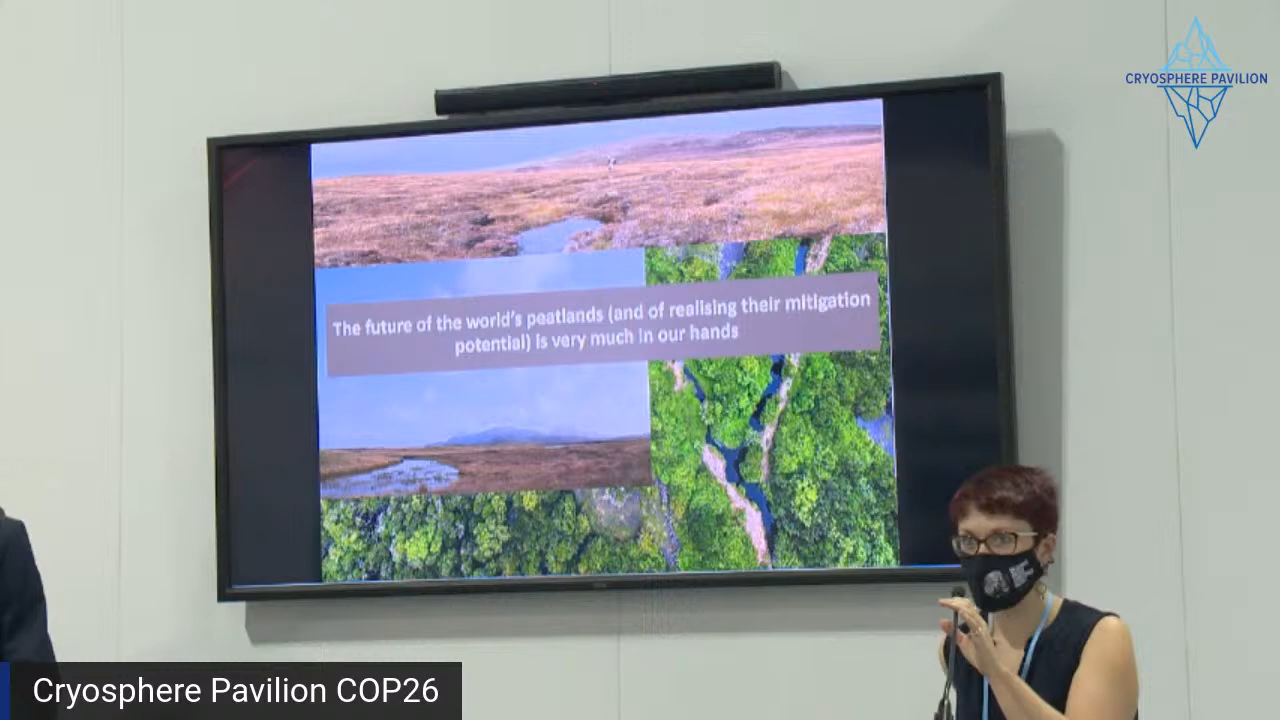 CRYOSPHERE PAVILION
The future of the world's peatlands (and of realising their mitigation
potential) is very much in our hands
Cryosphere Pavilion COP26